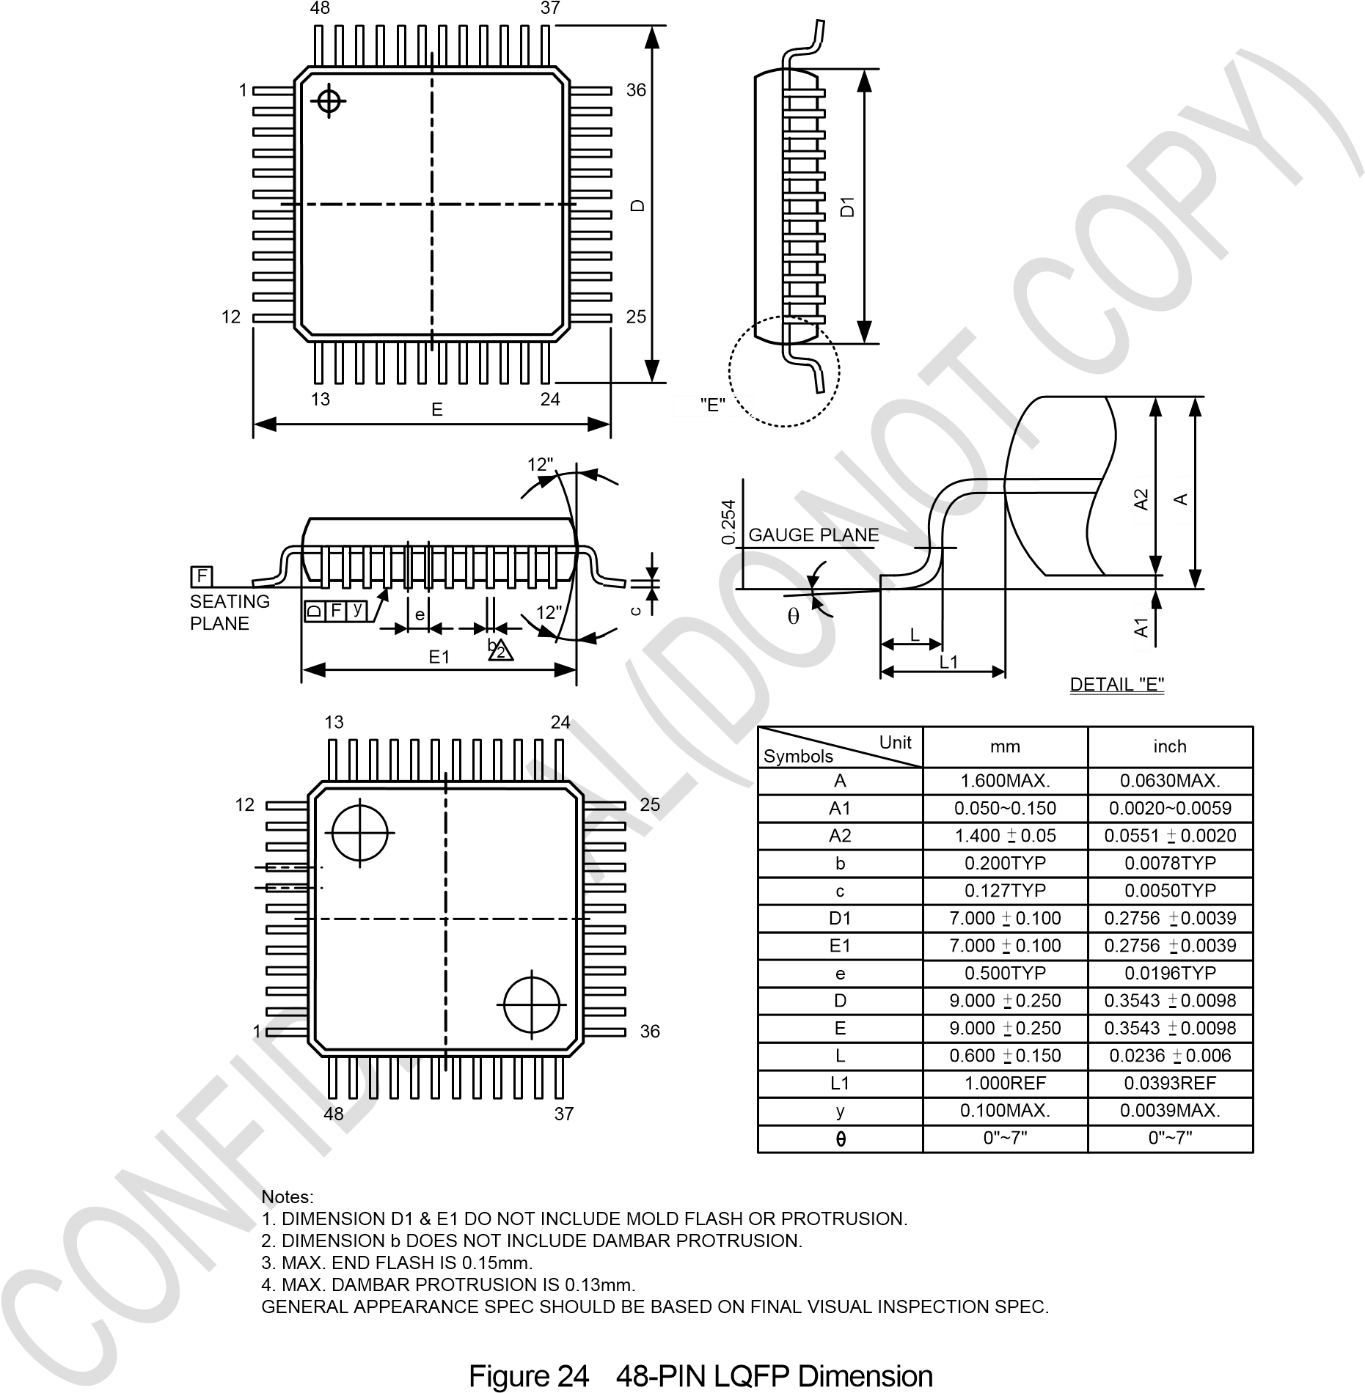 48 37
1 36
12 25
13 24
D
E
D1
"E"
12"
F
SEATING
PLANE
D F y
e
b
2
12"
c
E1
0.254
GAUGE PLANE
θ
L
L1
A2
A
A1
DETAIL "E"
13 24
12 25
1 36
48 37
Symbols Unit mm inch
A 1.600MAX. 0.0630MAX.
A1 0.050~0.150 0.0020~0.0059
A2 1.400 ±0.05 0.0551 ±0.0020
b 0.200TYP 0.0078TYP
c 0.127TYP 0.0050TYP
D1 7.000 ±0.100 0.2756 ±0.0039
E1 7.000 ±0.100 0.2756 ±0.0039
e 0.500TYP 0.0196TYP
D 9.000 ±0.250 0.3543 ±0.0098
E 9.000 ±0.250 0.3543 ±0.0098
L 0.600 ±0.150 0.0236 ±0.006
L1 1.000REF 0.0393REF
y 0.100MAX. 0.0039MAX.
θ 0"~7" 0"~7"
Notes:
1. DIMENSION D1 & E1 DO NOT INCLUDE MOLD FLASH OR PROTRUSION.
2. DIMENSION b DOES NOT INCLUDE DAMBAR PROTRUSION.
3. MAX. END FLASH IS 0.15mm.
4. MAX. DAMBAR PROTRUSION IS 0.13mm.
GENERAL APPEARANCE SPEC SHOULD BE BASED ON FINAL VISUAL INSPECTION SPEC.
Figure 24 48-PIN LQFP Dimension
AL(DO NOT COPY)